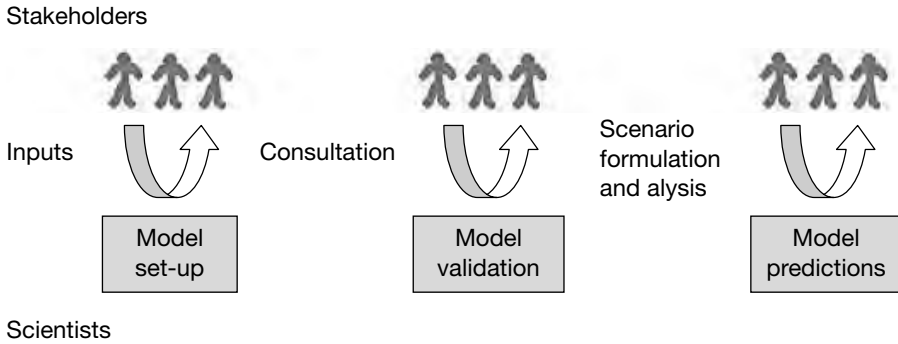 Stakeholders
Inputs
Consultation
Scenario
formulation
and alysis
Model
set-up
Model
validation
Model
predictions
Scientists